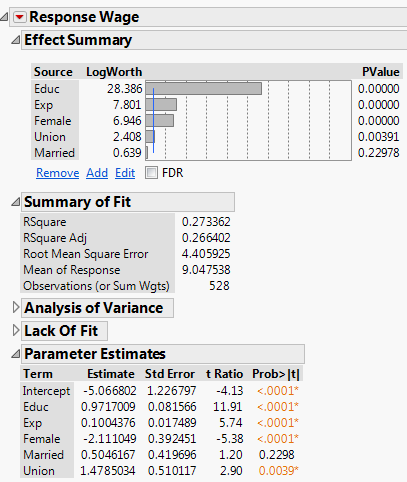 Response Wage
Effect Summary
Source LogWorth PValue
Educ 28.386 0.00000
Exp 7.801 0.00000
Female 6.946 0.00000
Union 2.408 0.00391
Married 0.639 0.22978
Remove Add Edit FDR
Summary of Fit
RSquare 0.273362
RSquare Adj 0.266402
Root Mean Square Error 4.405925
Mean of Response 9.047538
Observations (or Sum Wgts) 528
Analysis of Variance
Lack Of Fit
Parameter Estimates
Term Estimate Std Error t Ratio Prob>|t|
Intercept -5.066802 1.226797 -4.13 <.0001*
Educ 0.9717009 0.081566 11.91 <.0001*
Exp 0.1004376 0.017489 5.74 <.0001*
Female -2.111049 0.392451 -5.38 <.0001*
Married 0.5046167 0.419696 1.20 0.2298
Union 1.4785034 0.510117 2.90 0.0039*